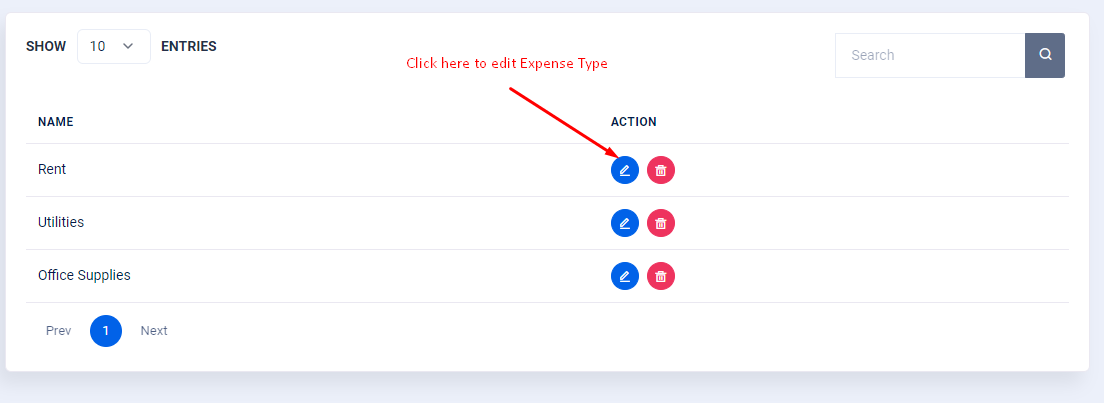 SHOW 10 ENTRIES
Search
Click here to edit Expense Type
NAME ACTION
Rent
Utilities
Office Supplies
Prev 1 Next